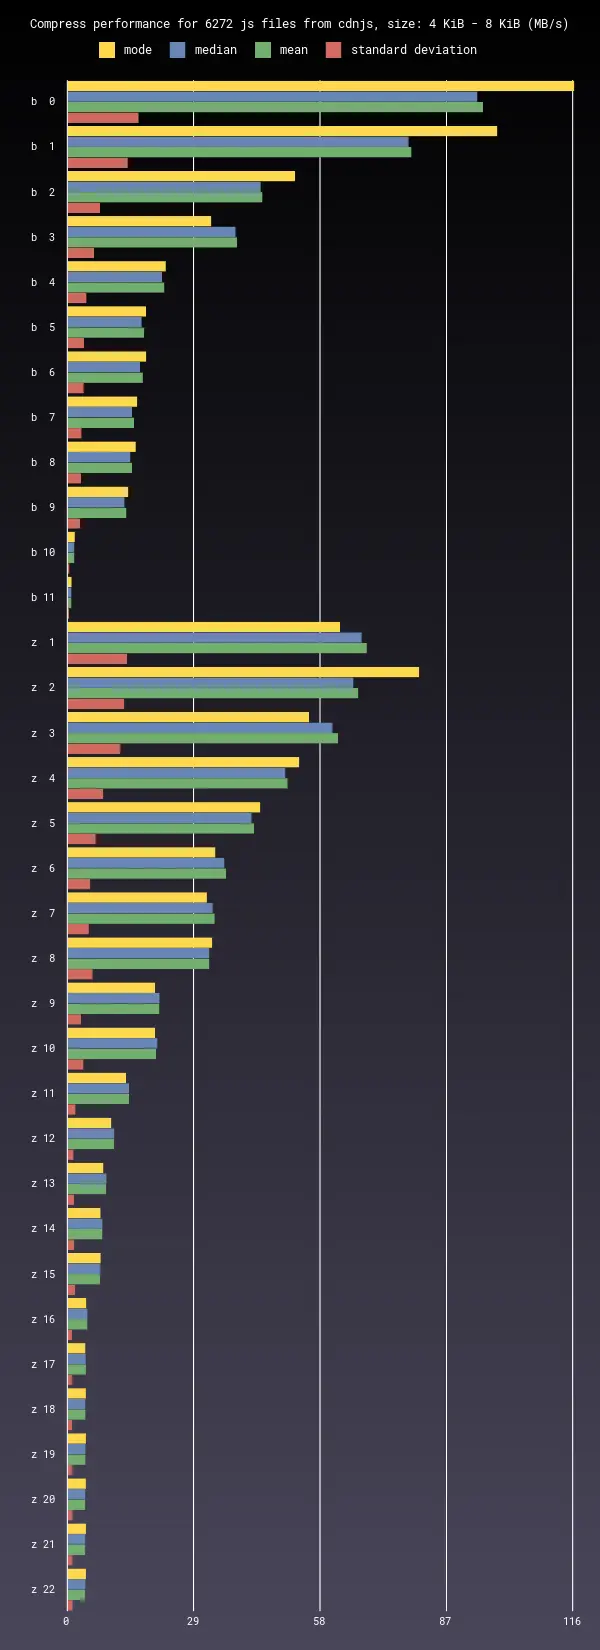 Compress performance for 6272 js files from cdnjs, size: 4 KiB - 8 KiB (MB/s)
mode median mean standard deviation
b 0
b 1
b 2
b 3
b 4
b 5
b 6
b 7
b 8
b 9
b 10
b 11
z 1
z 2
z 3
z 4
z 5
z 6
z 7
z 8
z 9
z 10
z 11
z 12
z 13
z 14
z 15
z 16
z 17
z 18
z 19
z 20
z 21
z 22
0 29 58 87 116